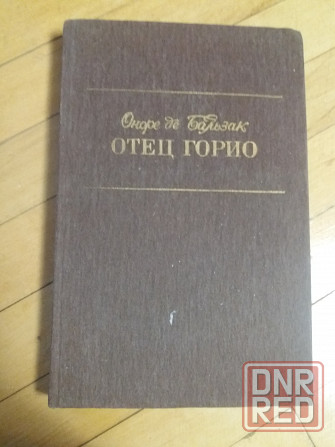 Оноре де Бальзак
ОТЕЦ ГОРИО
DNR
RED